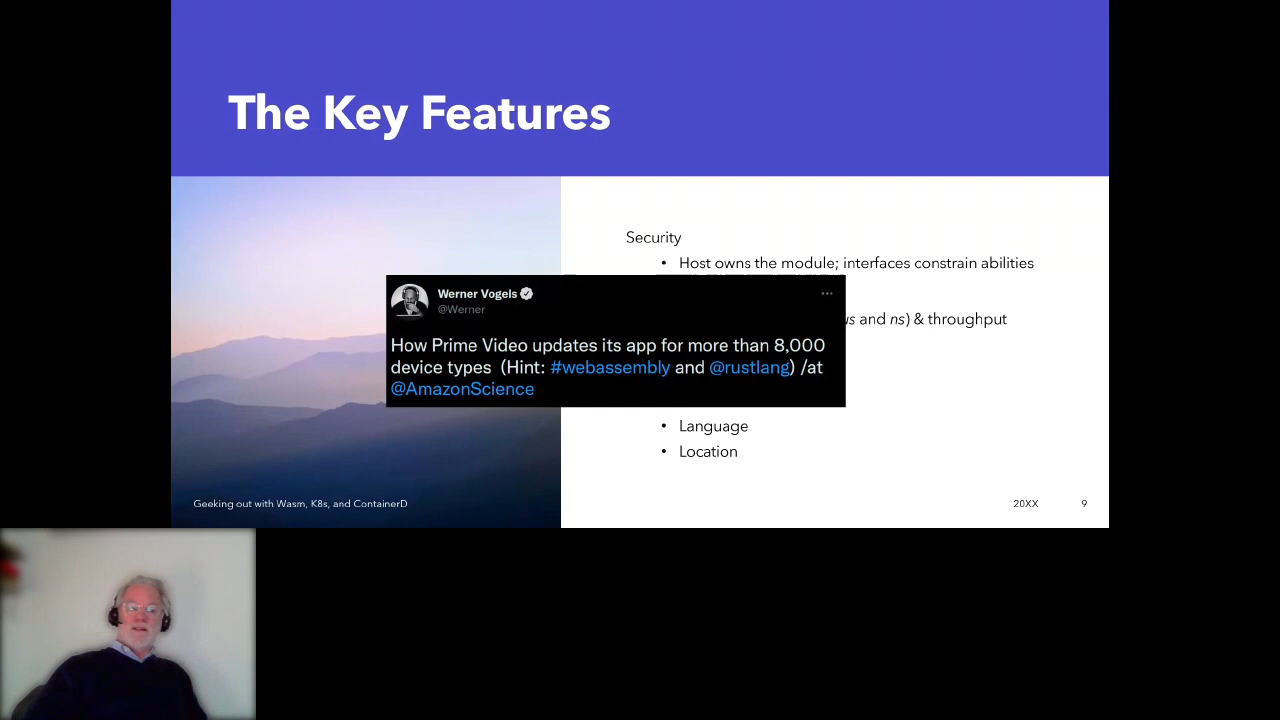 The Key Features
Security
• Host owns the module; interfaces constrain abilities
Werner Vogels
@Werner
and ns) & throughput
How Prime Video updates its app for more than 8,000
device types (Hint: #webassembly and @rustlang) /at
@AmazonScience
• Language
• Location
Geeking out with Wasm, K8s, and ContainerD
20XX
9